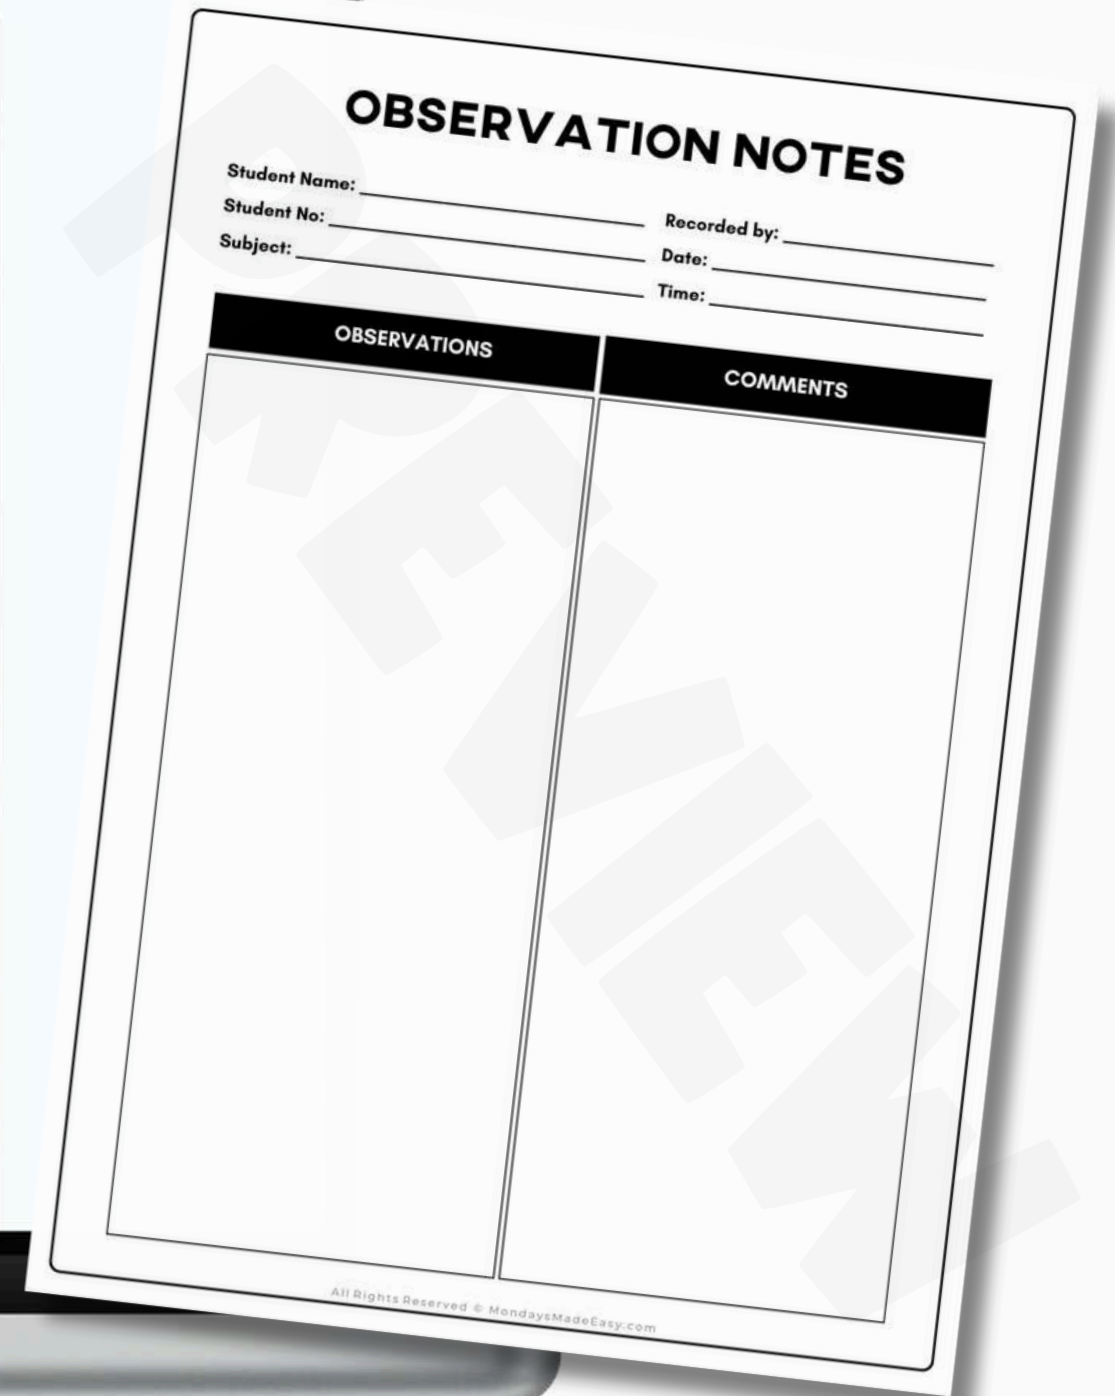 OBSERVATION NOTES
Student Name:
Student No:
Subject:
Recorded by:
Date:
Time:
OBSERVATIONS
COMMENTS
PREVIEW
All Rights Reserved © MondaysMadeEasy.com